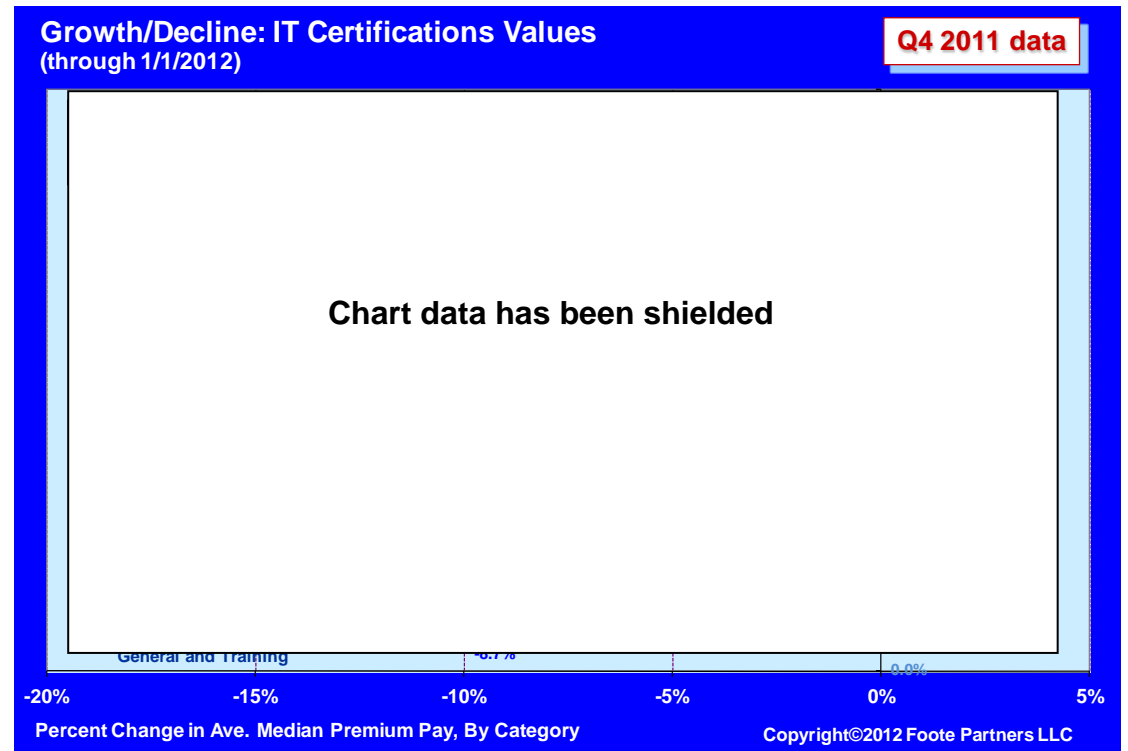 Growth/Decline: IT Certifications Values
(through 1/1/2012)
Q4 2011 data
Chart data has been shielded
General and Training
0.0%
-20% -15% -10% -5% 0% 5%
Percent Change in Ave. Median Premium Pay, By Category
Copyright©2012 Foote Partners LLC